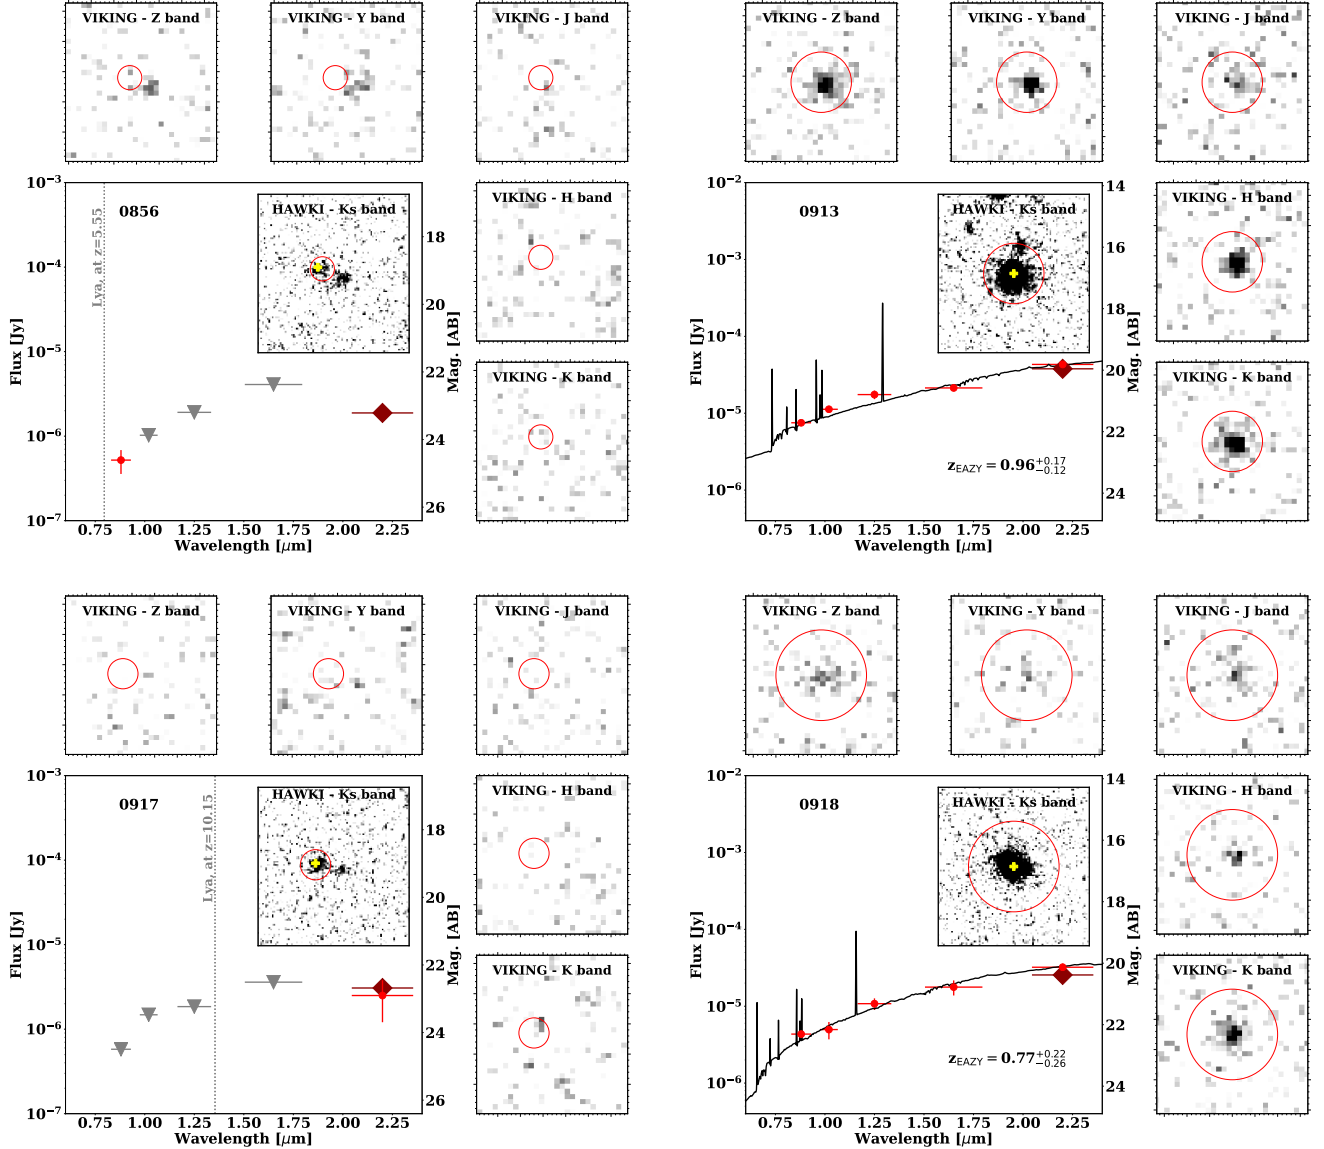 VIKING - Z band
VIKING - Y band
VIKING - J band
0856
Lyα, at z=5.55
HAWKI - Ks band
10⁻³
10⁻⁴
10⁻⁵
10⁻⁶
10⁻⁷
Flux [Jy]
18
20
22
24
26
Mag. [AB]
0.75 1.00 1.25 1.50 1.75 2.00 2.25
Wavelength [μm]
VIKING - H band
VIKING - K band
VIKING - Z band
VIKING - Y band
VIKING - J band
0913
HAWKI - Ks band
10⁻²
10⁻³
10⁻⁴
10⁻⁵
10⁻⁶
Flux [Jy]
14
16
18
20
22
24
Mag. [AB]
z_EAZY = 0.96 +0.17 −0.12
0.75 1.00 1.25 1.50 1.75 2.00 2.25
Wavelength [μm]
VIKING - H band
VIKING - K band
VIKING - Z band
VIKING - Y band
VIKING - J band
0917
Lyα, at z=10.15
HAWKI - Ks band
10⁻³
10⁻⁴
10⁻⁵
10⁻⁶
10⁻⁷
Flux [Jy]
18
20
22
24
26
Mag. [AB]
0.75 1.00 1.25 1.50 1.75 2.00 2.25
Wavelength [μm]
VIKING - H band
VIKING - K band
VIKING - Z band
VIKING - Y band
VIKING - J band
0918
HAWKI - Ks band
10⁻²
10⁻³
10⁻⁴
10⁻⁵
10⁻⁶
Flux [Jy]
14
16
18
20
22
24
Mag. [AB]
z_EAZY = 0.77 +0.22 −0.26
0.75 1.00 1.25 1.50 1.75 2.00 2.25
Wavelength [μm]
VIKING - H band
VIKING - K band